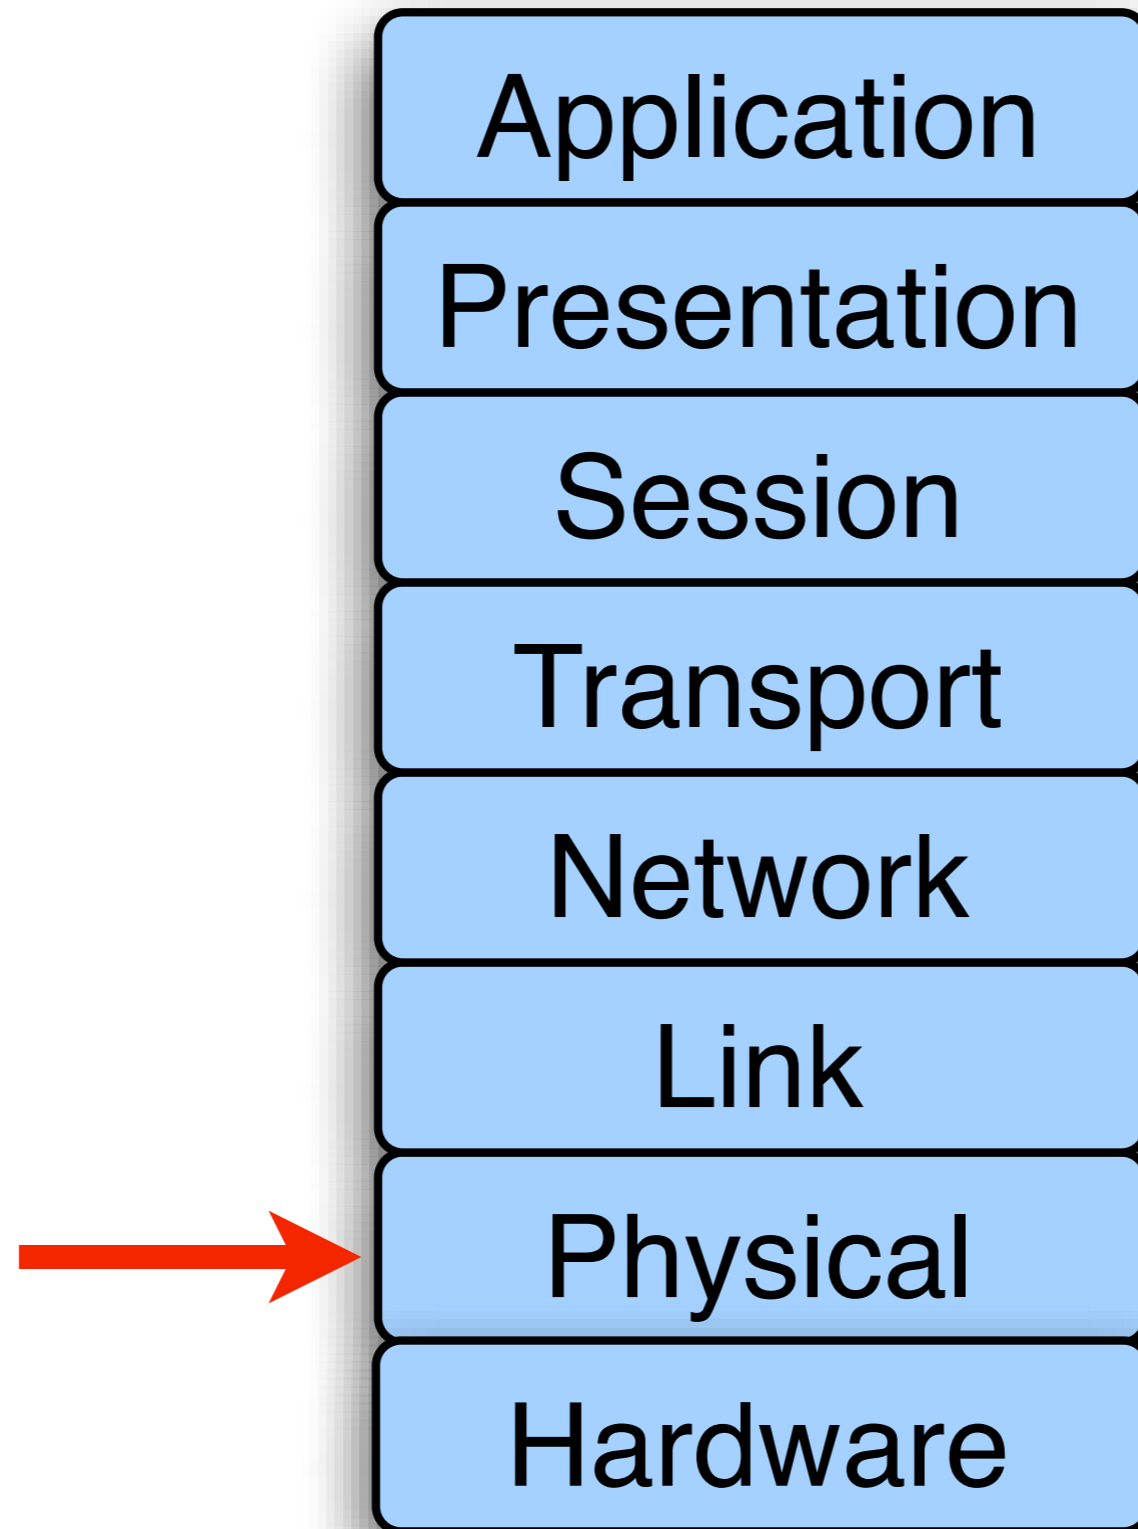 Application
Presentation
Session
Transport
Network
Link
Physical
Hardware